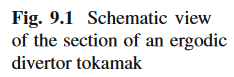 Fig. 9.1 Schematic view
of the section of an ergodic
divertor tokamak